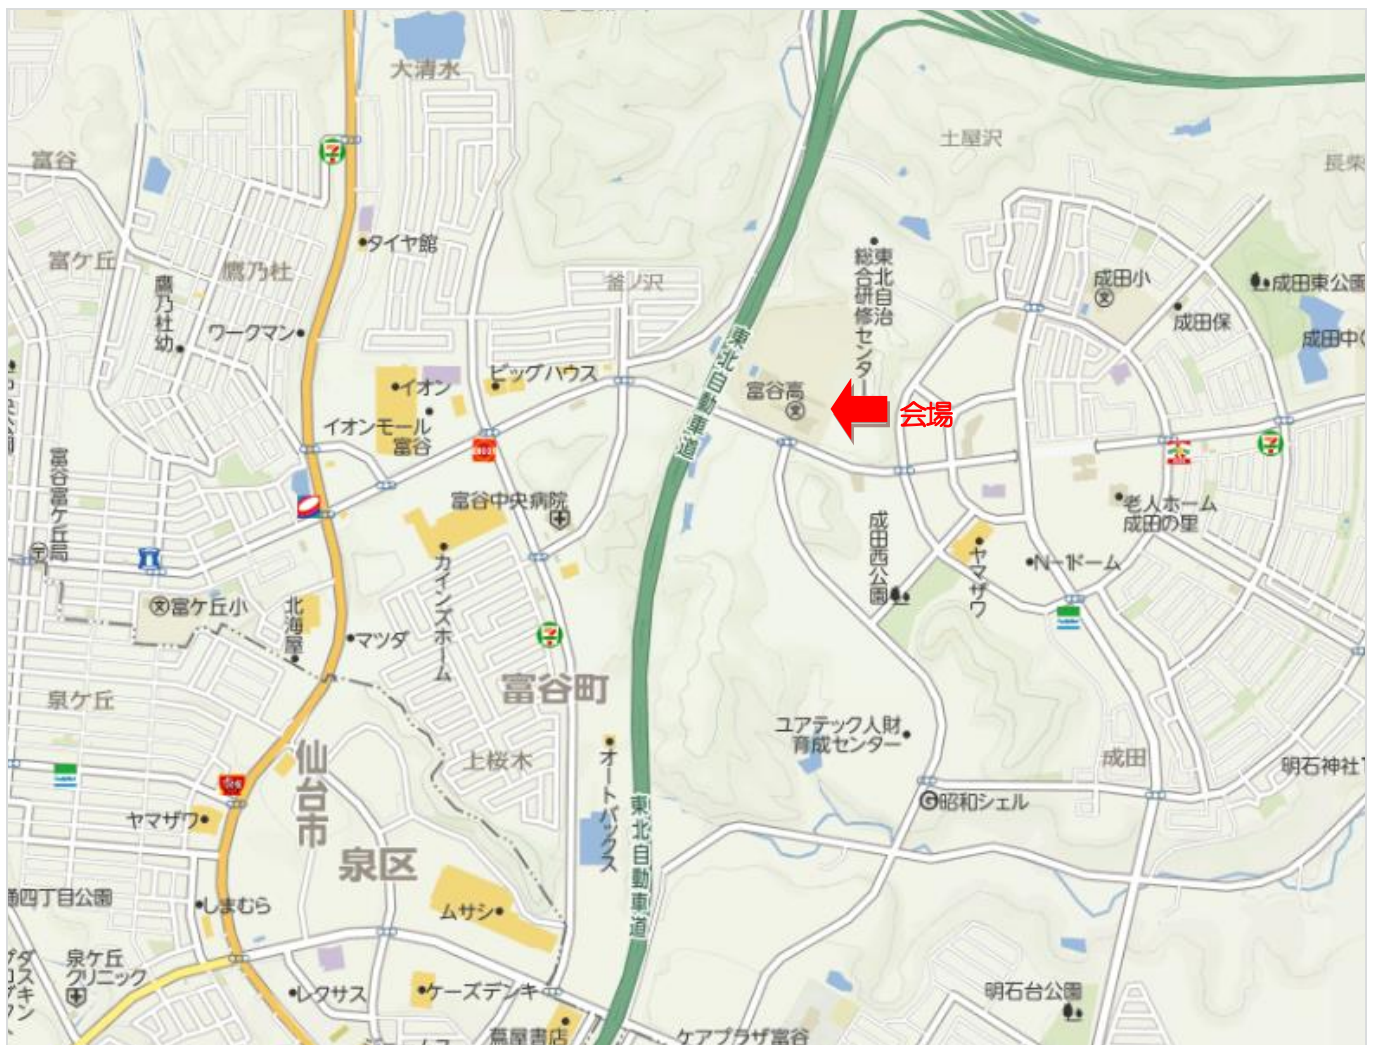 大清水
土屋沢
富谷
長柴
タイヤ館
東北自治
総合研修センター
富ケ丘
鷹乃杜
釜ノ沢
成田小
成田東公園
鷹乃杜幼
ワークマン
成田保
成田中
東北自動車道
イオン
ビッグハウス
富谷高
会場
イオンモール
富谷
富谷富ケ丘局
富谷中央病院
老人ホーム
成田の里
成田西公園
カインズホーム
ヤマザワ
N-1ドーム
富ケ丘小
北海屋
マツダ
富谷町
泉ケ丘
ユアテック人財
育成センター
仙台市
上桜木
オートバックス
成田
明石神社
昭和シェル
ヤマザワ
東北自動車道
泉区
通四丁目公園
しまむら
ムサシ
泉ケ丘
クリニック
レクサス
ケーズデンキ
明石台公園
蔦屋書店
ケアプラザ富谷